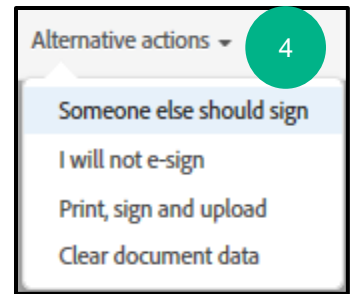 Alternative actions
4
Someone else should sign
I will not e-sign
Print, sign and upload
Clear document data